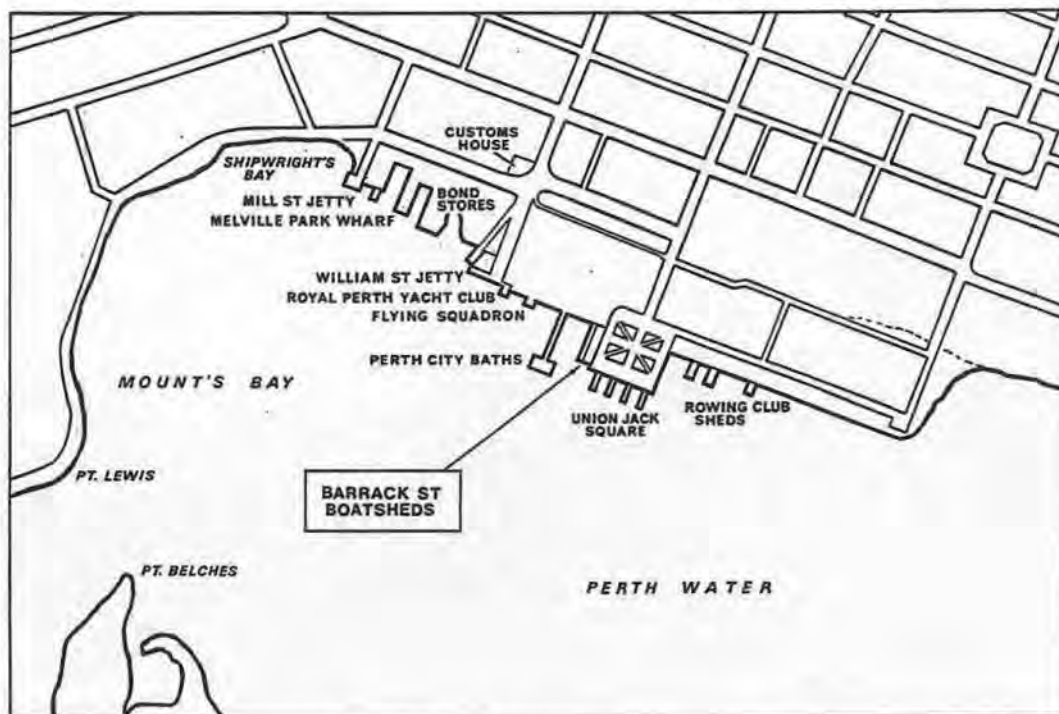 CUSTOMS
HOUSE
SHIPWRIGHT'S
BAY
MILL ST JETTY
BOND
STORES
MELVILLE PARK WHARF
WILLIAM ST JETTY
ROYAL PERTH YACHT CLUB
FLYING SQUADRON
PERTH CITY BATHS
MOUNT'S BAY
UNION JACK
SQUARE
ROWING CLUB
SHEDS
PT. LEWIS
BARRACK ST
BOATSHEDS
PT. BELCHES
PERTH WATER